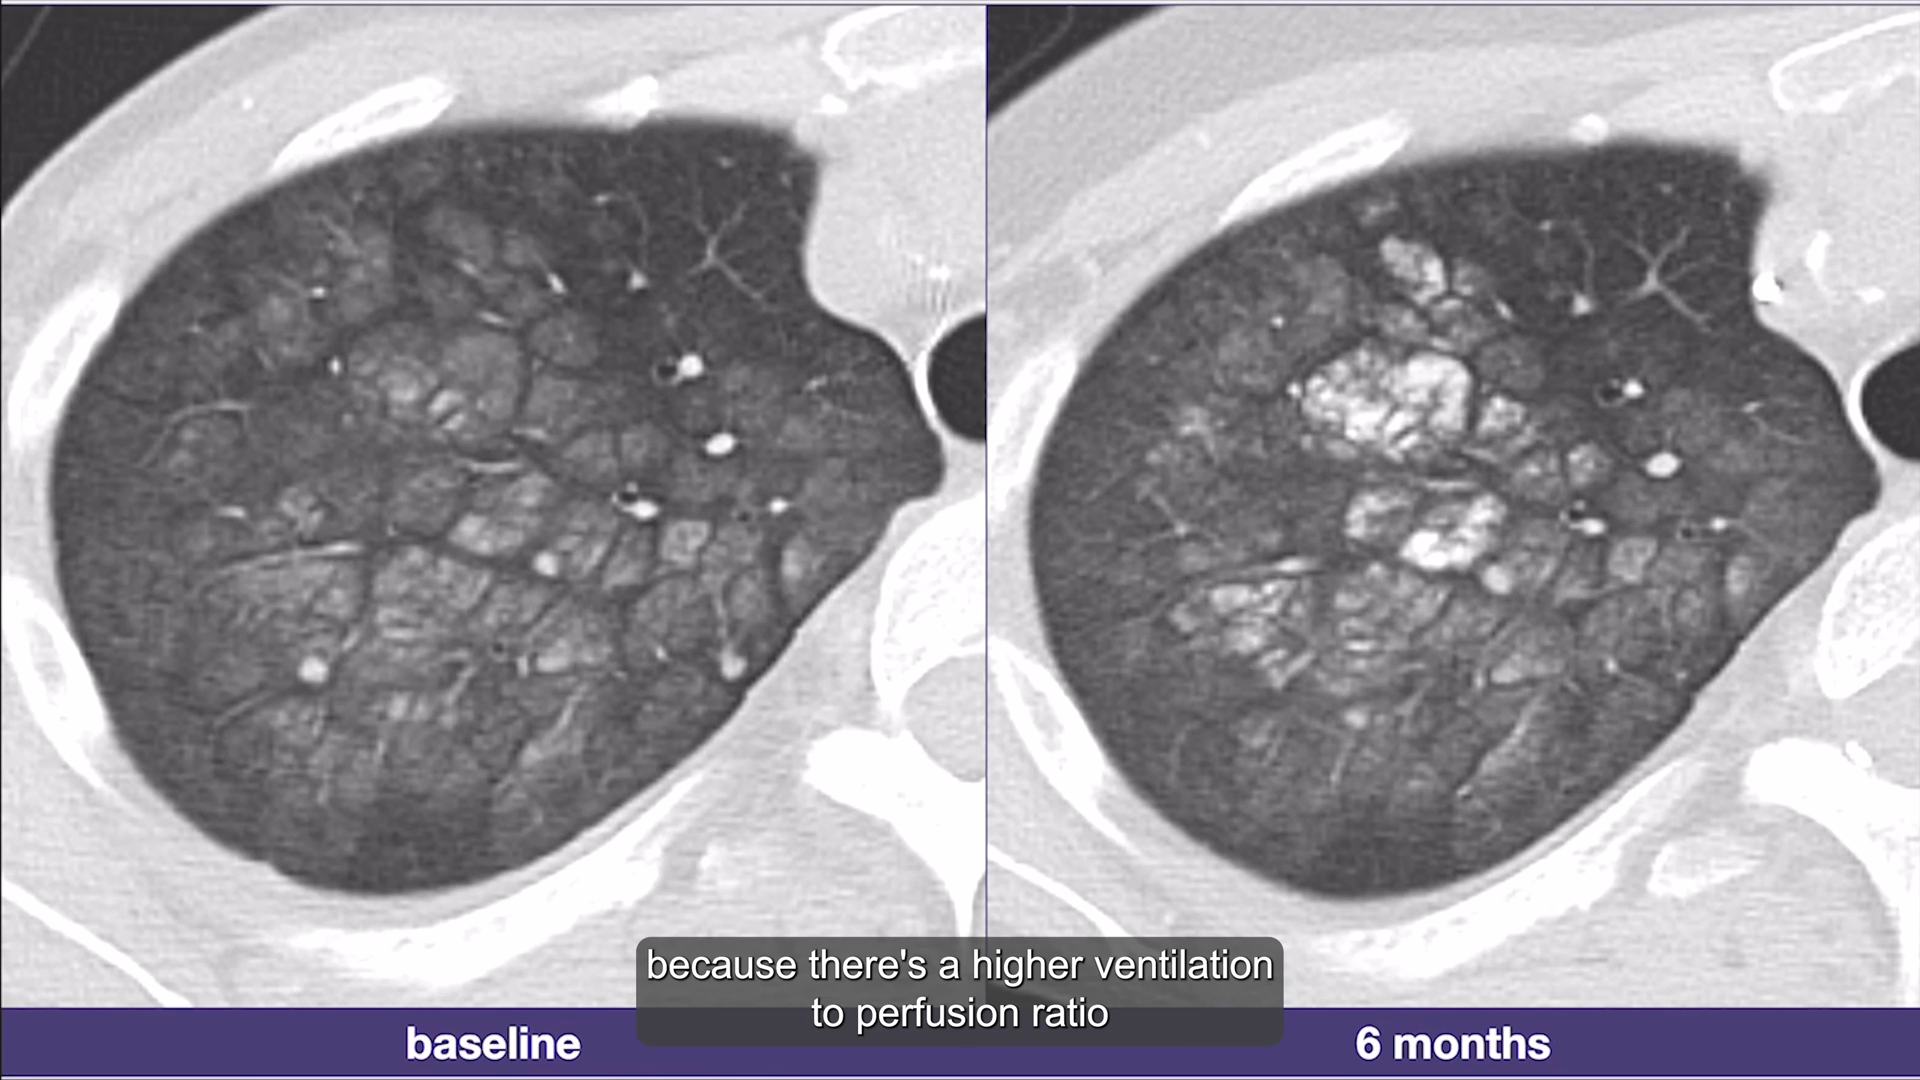 because there's a higher ventilation
to perfusion ratio
baseline
6 months